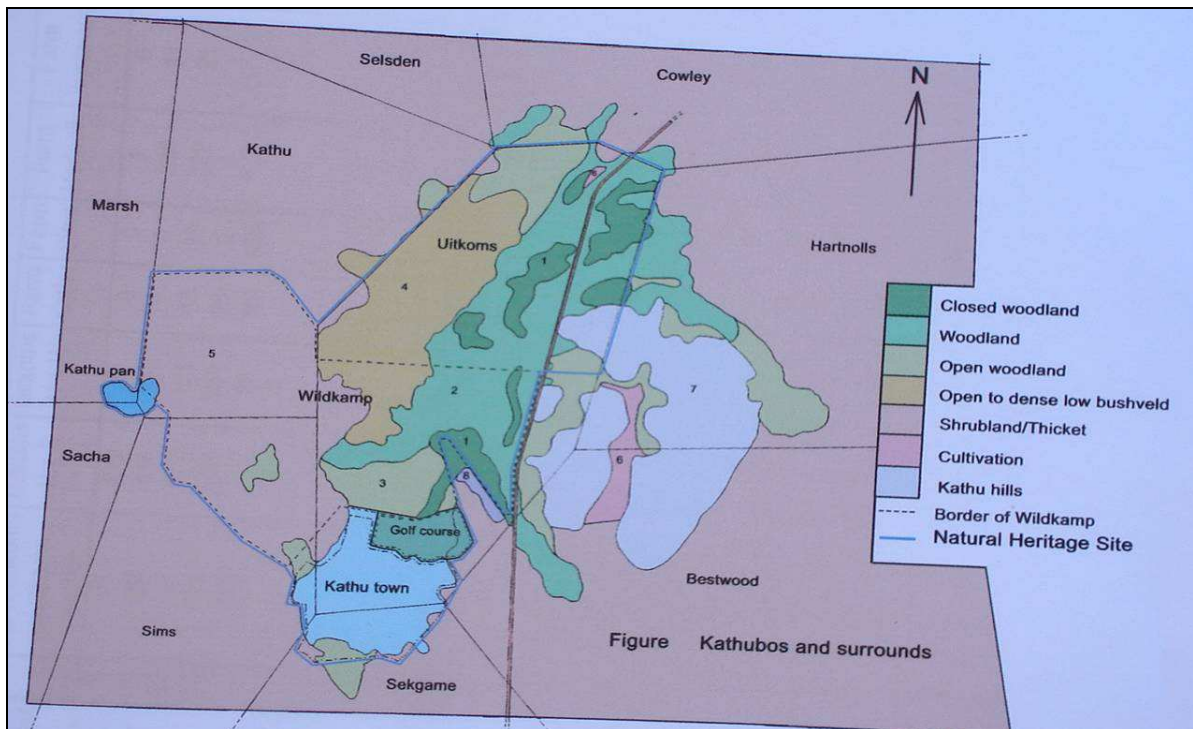 Selsden
Cowley
N
Kathu
Marsh
Uitkoms
Hartnolls
1
4
5
Kathu pan
Wildkamp
2
7
Sacha
1
6
8
3
Golf course
Kathu town
Bestwood
Sims
Sekgame
Closed woodland
Woodland
Open woodland
Open to dense low bushveld
Shrubland/Thicket
Cultivation
Kathu hills
Border of Wildkamp
Natural Heritage Site
Figure Kathubos and surrounds